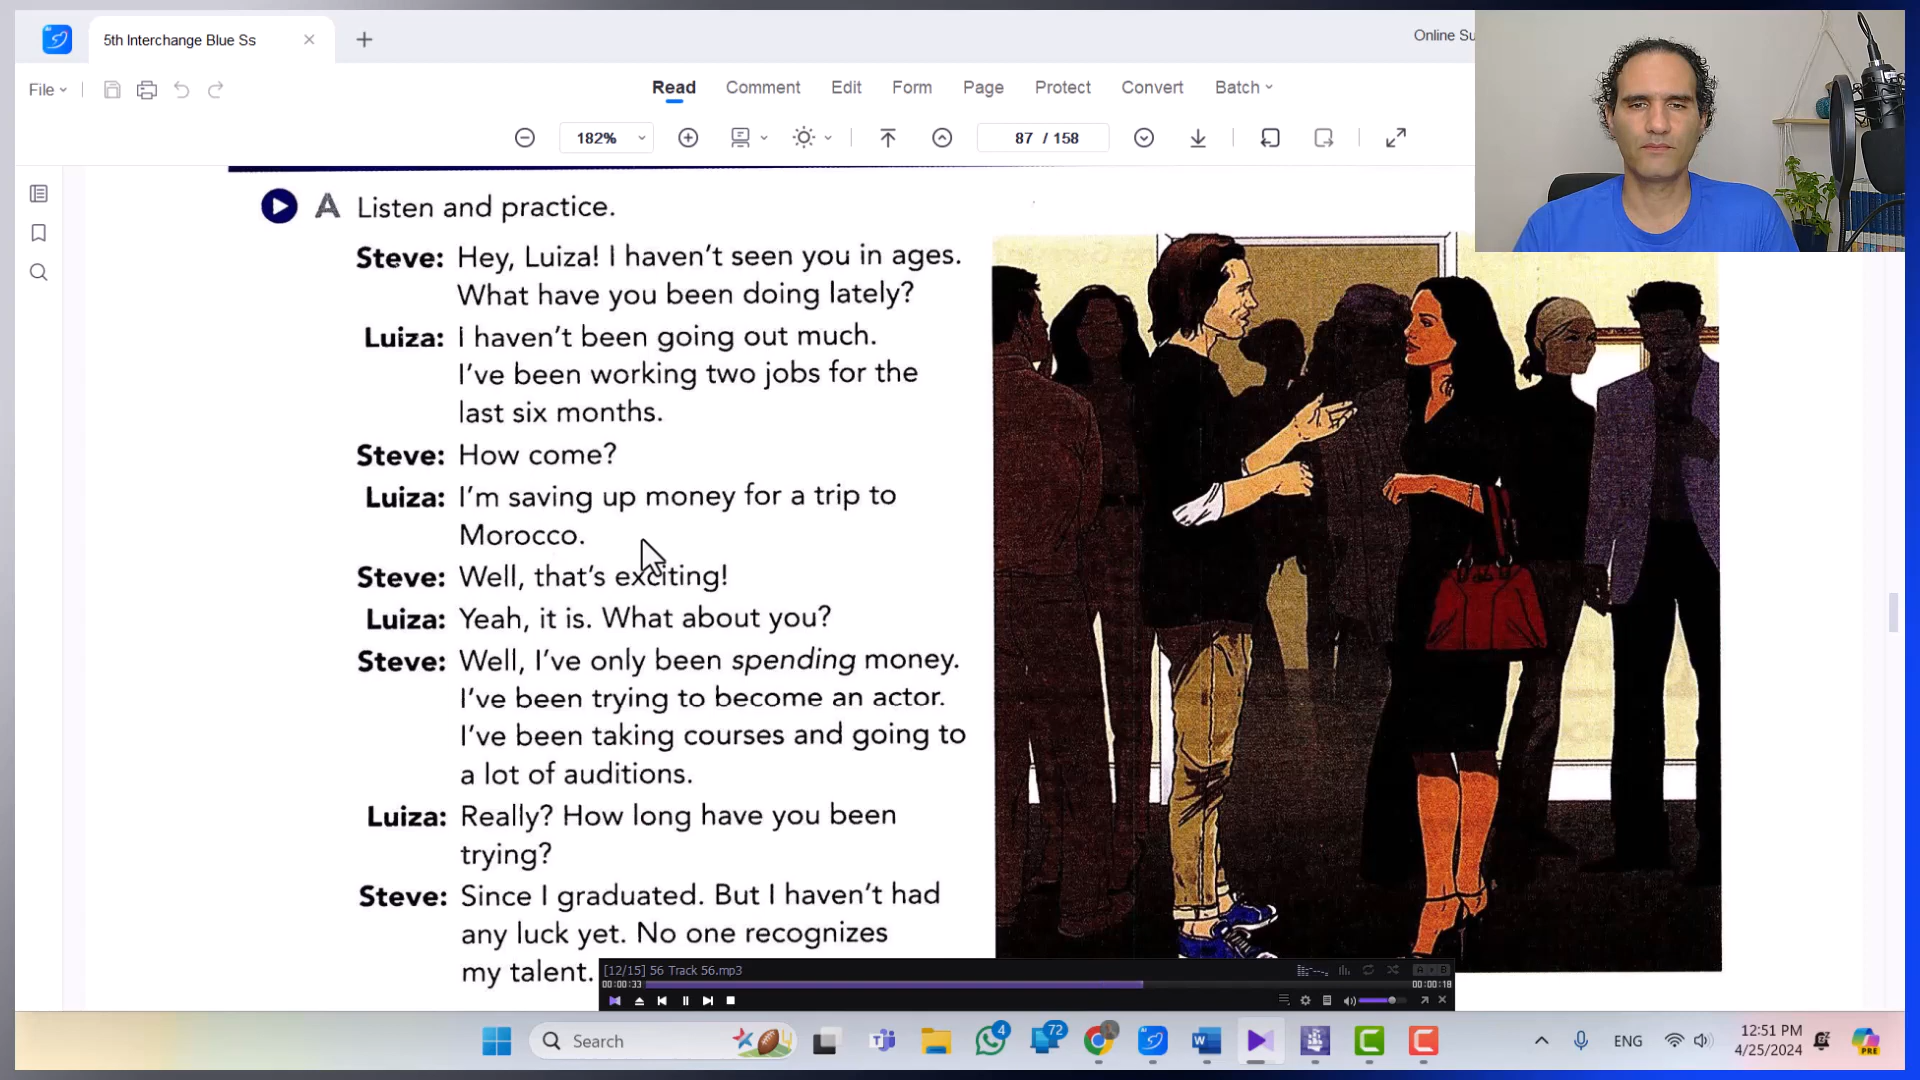 5th Interchange Blue Ss
Online Su
File
Read Comment Edit Form Page Protect Convert Batch
182%
87 / 158
A Listen and practice.
Steve: Hey, Luiza! I haven't seen you in ages.
What have you been doing lately?
Luiza: I haven't been going out much.
I've been working two jobs for the
last six months.
Steve: How come?
Luiza: I'm saving up money for a trip to
Morocco.
Steve: Well, that's exciting!
Luiza: Yeah, it is. What about you?
Steve: Well, I've only been spending money.
I've been trying to become an actor.
I've been taking courses and going to
a lot of auditions.
Luiza: Really? How long have you been
trying?
Steve: Since I graduated. But I haven't had
any luck yet. No one recognizes
my talent.
[12/15] 56 Track 56.mp3
00:00:33
00:00:18
Search
4
72
ENG
12:51 PM
4/25/2024
PRE